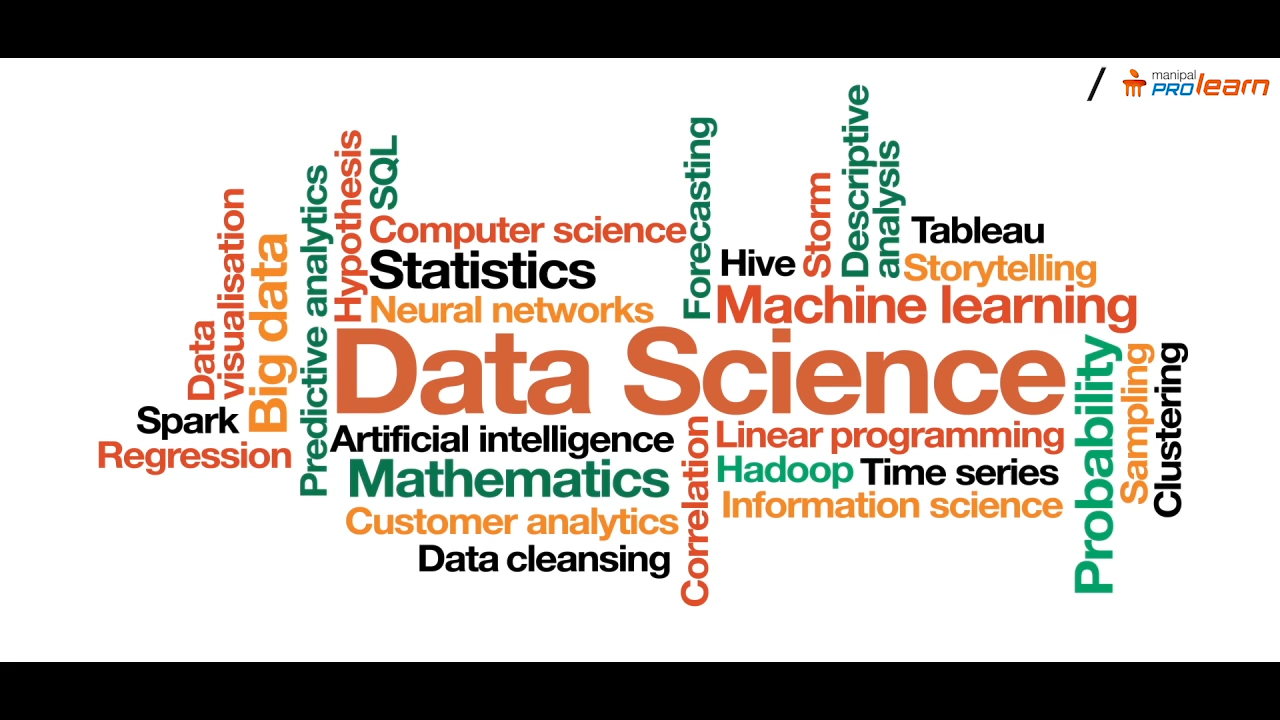 manipal
PRO learn
Descriptive
analysis
Forecasting
Hypothesis
SQL
Predictive analytics
Storm
Data
visualisation
Computer science
Tableau
Big data
Statistics
Hive
Storytelling
Neural networks
Machine learning
Data Science
Probability
Sampling
Clustering
Spark
Artificial intelligence
Correlation
Linear programming
Regression
Mathematics
Hadoop
Time series
Customer analytics
Information science
Data cleansing